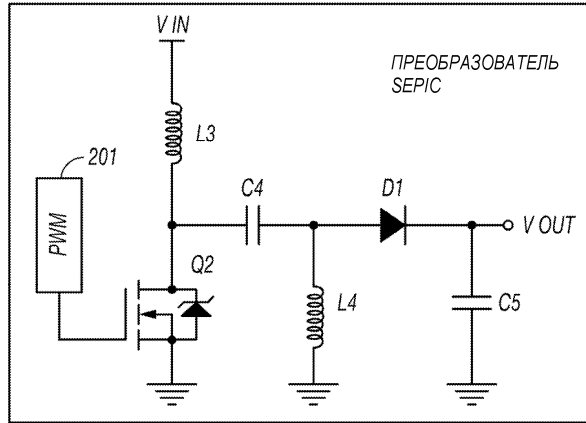 V IN
ПРЕОБРАЗОВАТЕЛЬ
SEPIC
L3
201
PWM
C4
D1
V OUT
Q2
L4
C5